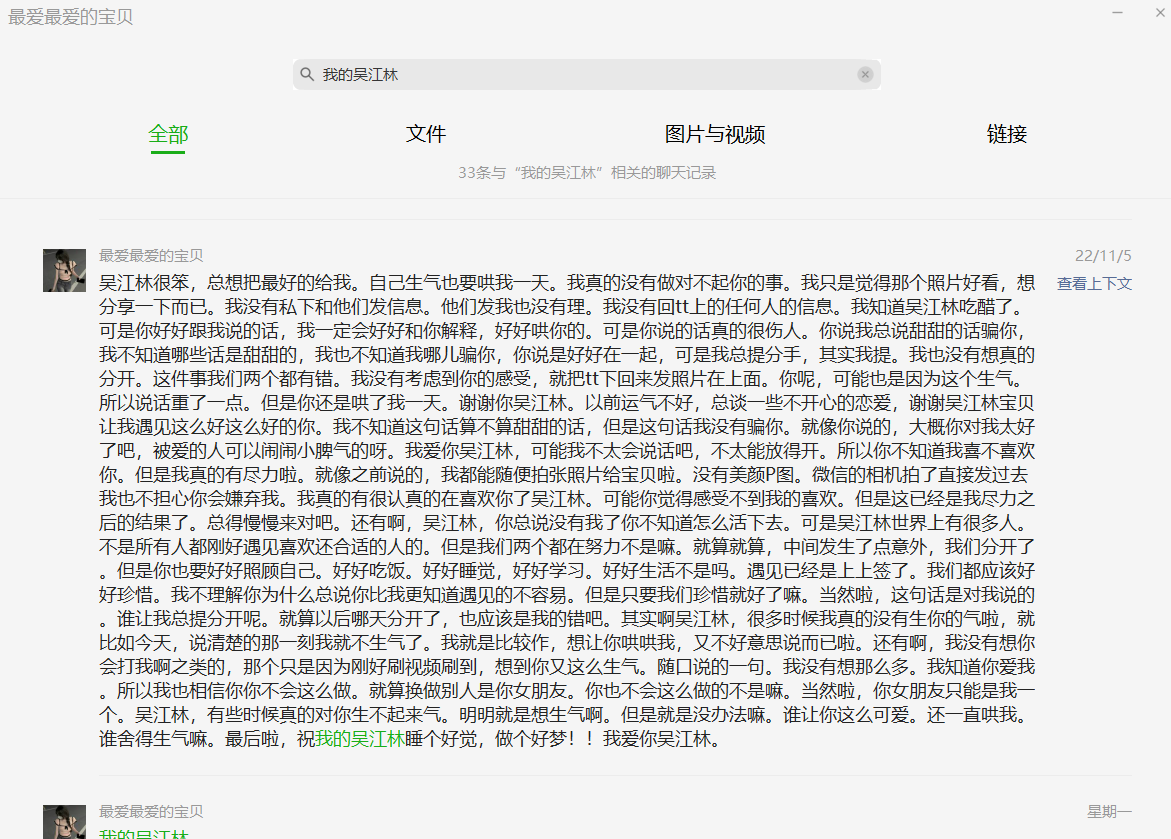 最爱最爱的宝贝
我的吴江林
全部
文件
图片与视频
链接
33条与“我的吴江林”相关的聊天记录
最爱最爱的宝贝
22/11/5
查看上下文
吴江林很笨，总想把最好的给我。自己生气也要哄我一天。我真的没有做对不起你的事。我只是觉得那个照片好看，想
分享一下而已。我没有私下和他们发信息。他们发我也没有理。我没有回tt上的任何人的信息。我知道吴江林吃醋了。
可是你好好跟我说的话，我一定会好好和你解释，好好哄你的。可是你说的话真的很伤人。你说我总说甜甜的话骗你，
我不知道哪些话是甜甜的，我也不知道我哪儿骗你，你说是好好在一起，可是我总提分手，其实我提。我也没有想真的
分开。这件事我们两个都有错。我没有考虑到你的感受，就把tt下回来发照片在上面。你呢，可能也是因为这个生气。
所以说话重了一点。但是你还是哄了我一天。谢谢你吴江林。以前运气不好，总谈一些不开心的恋爱，谢谢吴江林宝贝
让我遇见这么好这么好的你。我不知道这句话算不算甜甜的话，但是这句话我没有骗你。就像你说的，大概你对我太好
了吧，被爱的人可以闹闹小脾气的呀。我爱你吴江林，可能我不太会说话吧，不太能放得开。所以你不知道我喜不喜欢
你。但是我真的有尽力啦。就像之前说的，我都能随便拍张照片给宝贝啦。没有美颜P图。微信的相机拍了直接发过去
我也不担心你会嫌弃我。我真的有很认真的在喜欢你了吴江林。可能你觉得感受不到我的喜欢。但是这已经是我尽力之
后的结果了。总得慢慢来对吧。还有啊，吴江林，你总说没有我了你不知道怎么活下去。可是吴江林世界上有很多人。
不是所有人都刚好遇见喜欢还合适的人的。但是我们两个都在努力不是嘛。就算就算，中间发生了点意外，我们分开了
。但是你也要好好照顾自己。好好吃饭。好好睡觉，好好学习。好好生活不是吗。遇见已经是上上签了。我们都应该好
好珍惜。我不理解你为什么总说你比我更知道遇见的不容易。但是只要我们珍惜就好了嘛。当然啦，这句话是对我说的
。谁让我总提分开呢。就算以后哪天分开了，也应该是我的错吧。其实啊吴江林，很多时候我真的没有生你的气啦，就
比如今天，说清楚的那一刻我就不生气了。我就是比较作，想让你哄哄我，又不好意思说而已啦。还有啊，我没有想你
会打我啊之类的，那个只是因为刚好刷视频刷到，想到你又这么生气。随口说的一句。我没有想那么多。我知道你爱我
。所以我也相信你你不会这么做。就算换做别人是你女朋友。你也不会这么做的不是嘛。当然啦，你女朋友只能是我一
个。吴江林，有些时候真的对你生不起来气。明明就是想生气啊。但是就是没办法嘛。谁让你这么可爱。还一直哄我。
谁舍得生气嘛。最后啦，祝我的吴江林睡个好觉，做个好梦！！我爱你吴江林。
最爱最爱的宝贝
星期一
我的吴江林